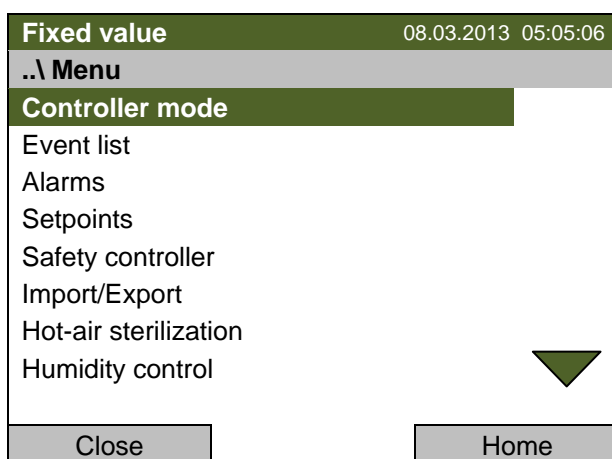 Fixed value 08.03.2013 05:05:06
..\ Menu
Controller mode
Event list
Alarms
Setpoints
Safety controller
Import/Export
Hot-air sterilization
Humidity control
Close Home